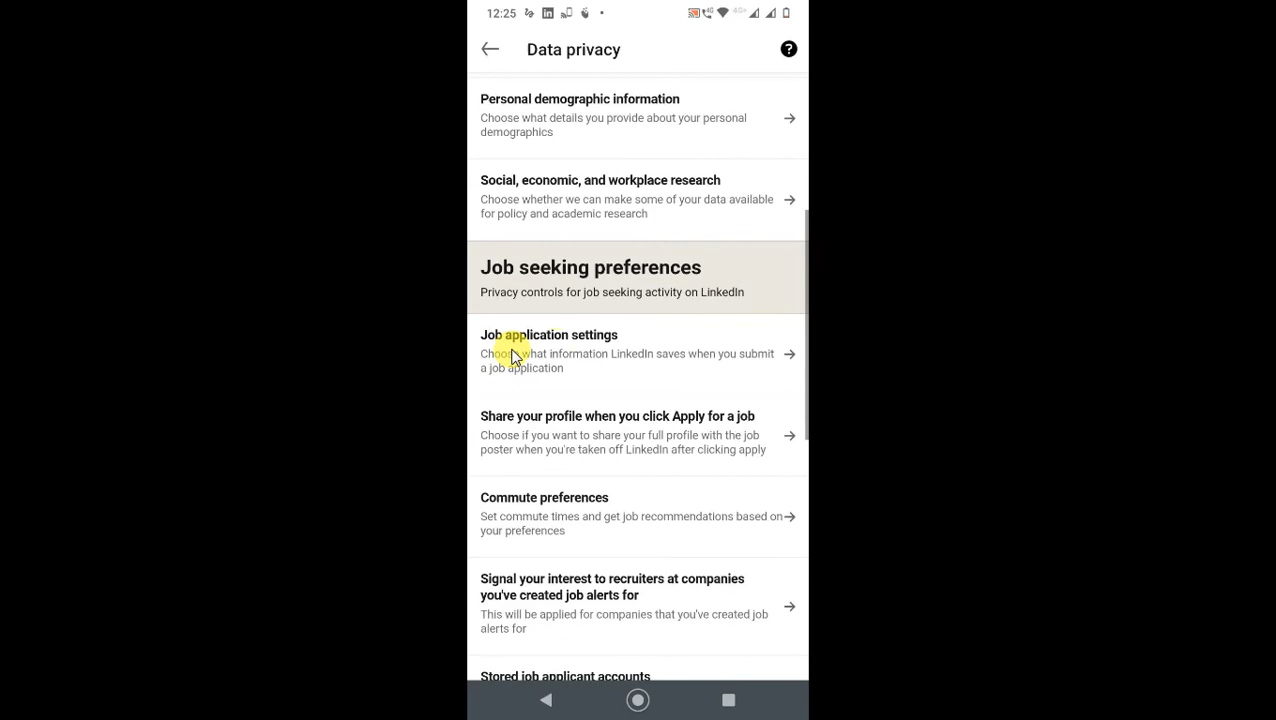 12:25
4G
4G+
Data privacy
?
Personal demographic information
Choose what details you provide about your personal
demographics
Social, economic, and workplace research
Choose whether we can make some of your data available
for policy and academic research
Job seeking preferences
Privacy controls for job seeking activity on LinkedIn
Job application settings
Choose what information LinkedIn saves when you submit
a job application
Share your profile when you click Apply for a job
Choose if you want to share your full profile with the job
poster when you're taken off LinkedIn after clicking apply
Commute preferences
Set commute times and get job recommendations based on
your preferences
Signal your interest to recruiters at companies
you've created job alerts for
This will be applied for companies that you've created job
alerts for
Stored job applicant accounts